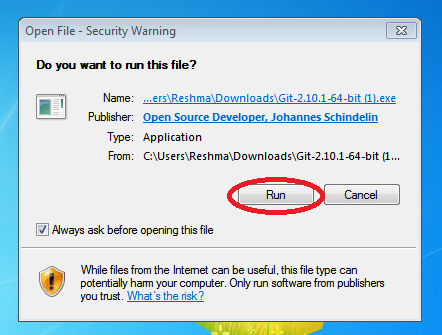 Open File - Security Warning
Do you want to run this file?
Name: ...ers\Reshma\Downloads\Git-2.10.1-64-bit (1).exe
Publisher: Open Source Developer, Johannes Schindelin
Type: Application
From: C:\Users\Reshma\Downloads\Git-2.10.1-64-bit (1...
Run Cancel
Always ask before opening this file
While files from the Internet can be useful, this file type can
potentially harm your computer. Only run software from publishers
you trust. What's the risk?